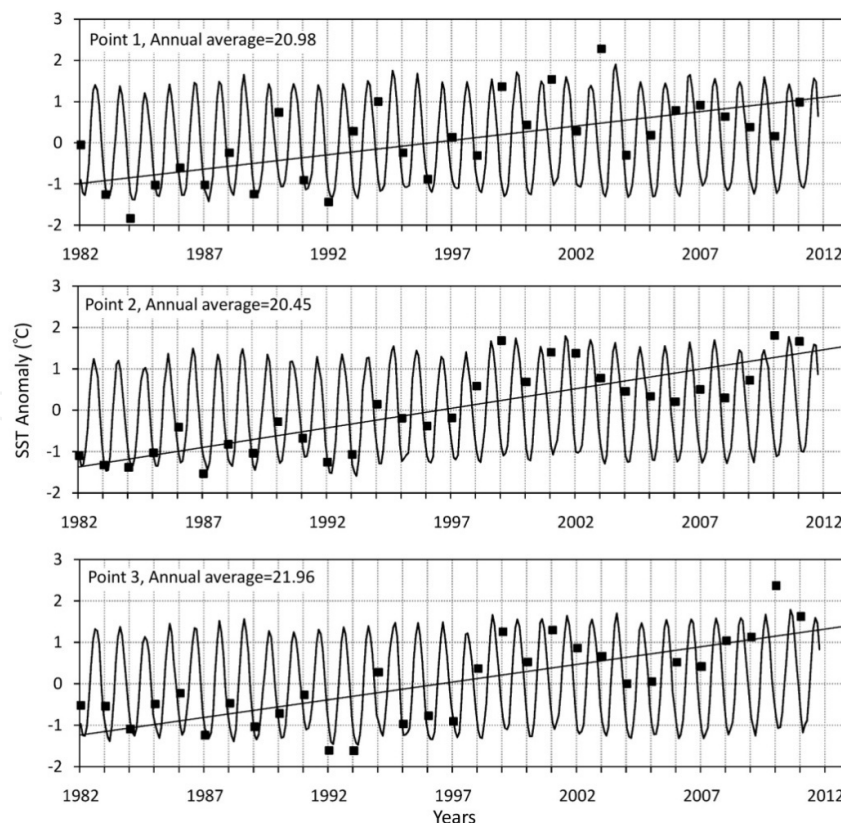 3
Point 1, Annual average=20.98
2
1
0
-1
-2
1982 1987 1992 1997 2002 2007 2012
3
Point 2, Annual average=20.45
2
1
0
-1
-2
1982 1987 1992 1997 2002 2007 2012
SST Anomaly (°C)
3
Point 3, Annual average=21.96
2
1
0
-1
-2
1982 1987 1992 1997 2002 2007 2012
Years